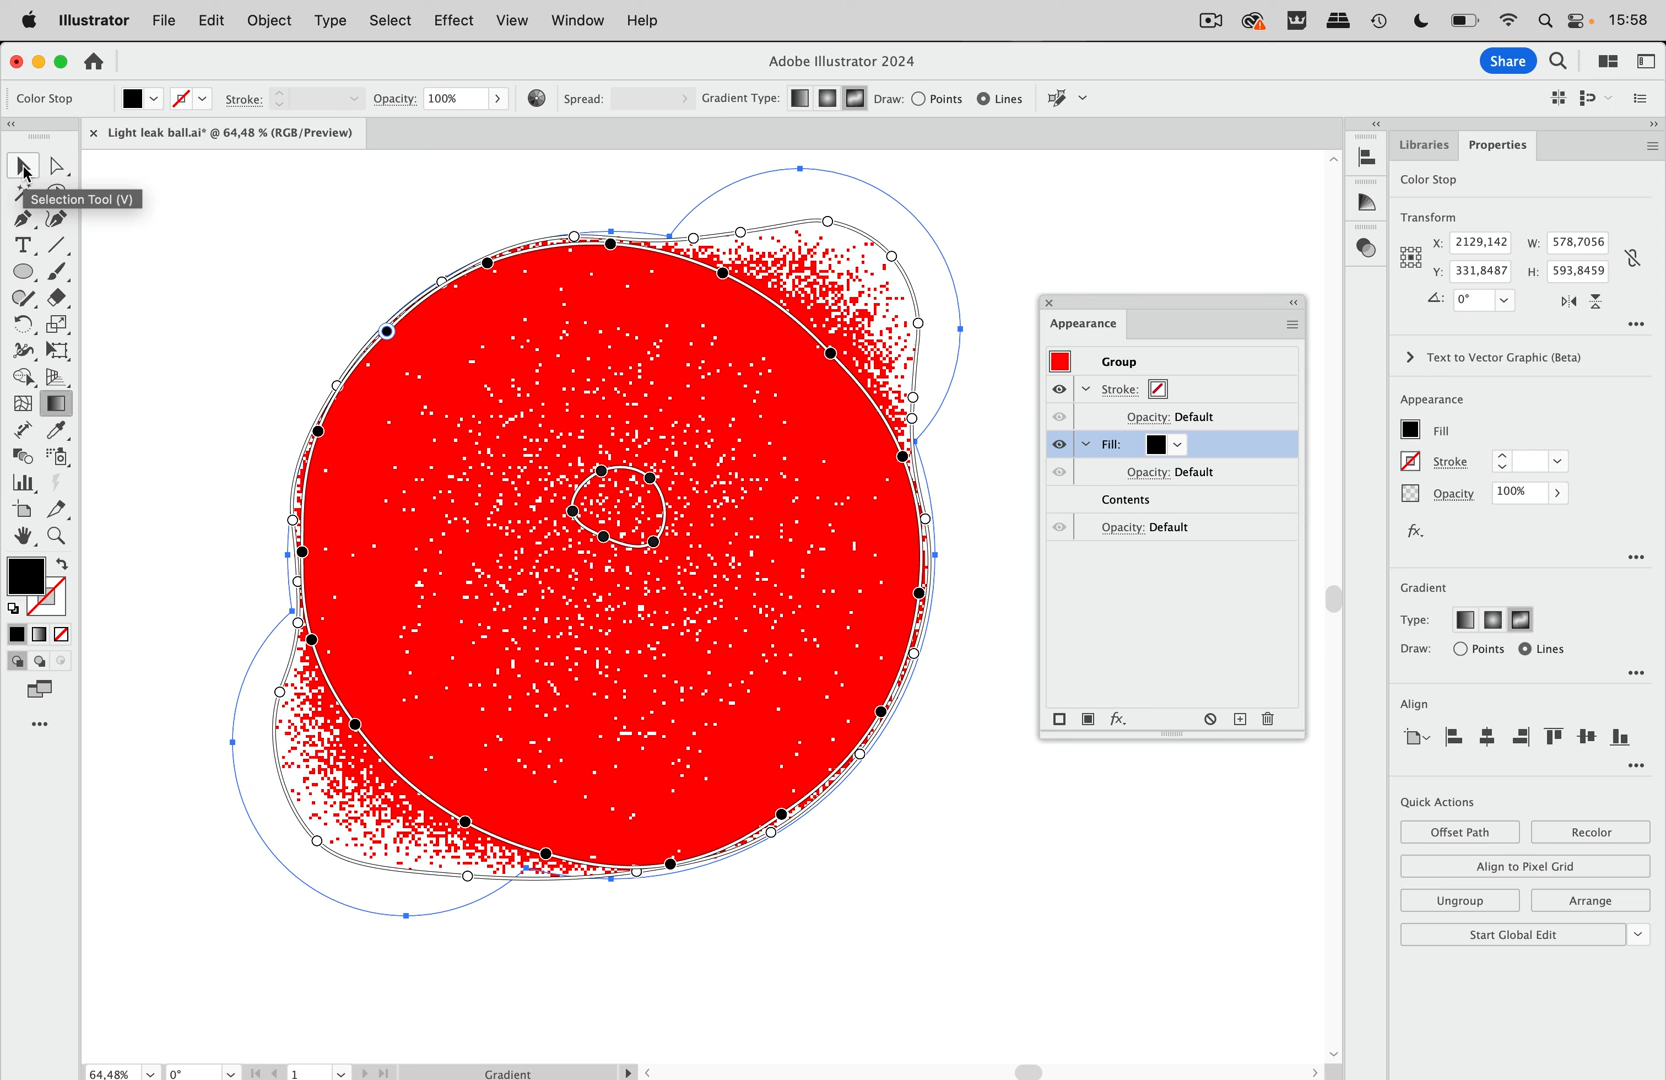 Illustrator File Edit Object Type Select Effect View Window Help 15:58
Adobe Illustrator 2024 Share
Color Stop Stroke: Opacity: 100% Spread: Gradient Type: Draw: Points Lines
× Light leak ball.ai* @ 64,48 % (RGB/Preview)
Selection Tool (V)
Appearance
Group
Stroke:
Opacity: Default
Fill:
Opacity: Default
Contents
Opacity: Default
fx.
Libraries Properties
Color Stop
Transform
X: 2129,142 W: 578,7056
Y: 331,8487 H: 593,8459
0°
Text to Vector Graphic (Beta)
Appearance
Fill
Stroke
Opacity 100%
fx.
Gradient
Type:
Draw: Points Lines
Align
Quick Actions
Offset Path Recolor
Align to Pixel Grid
Ungroup Arrange
Start Global Edit
64,48% 0° 1 Gradient